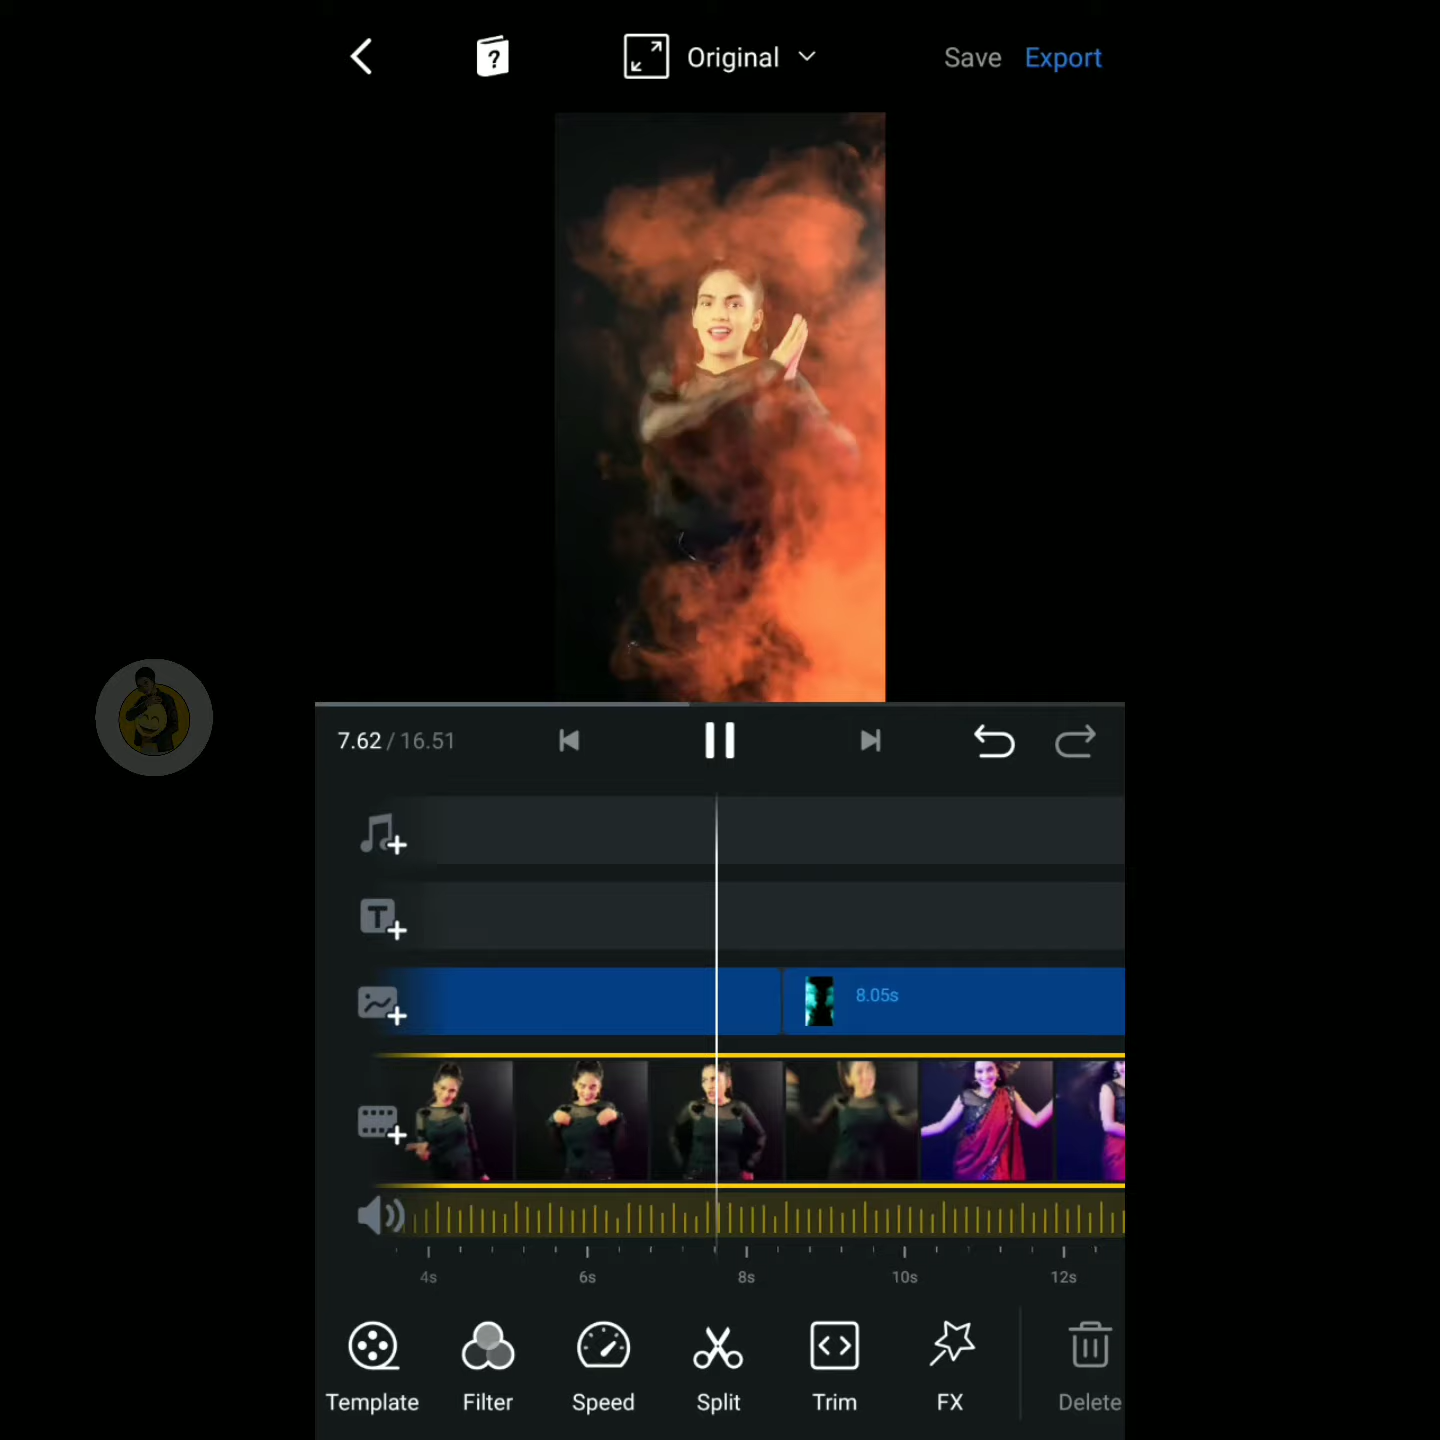 ?
Original
Save
Export
7.62 / 16.51
T
8.05s
4s
6s
8s
10s
12s
Template
Filter
Speed
Split
Trim
FX
Delete